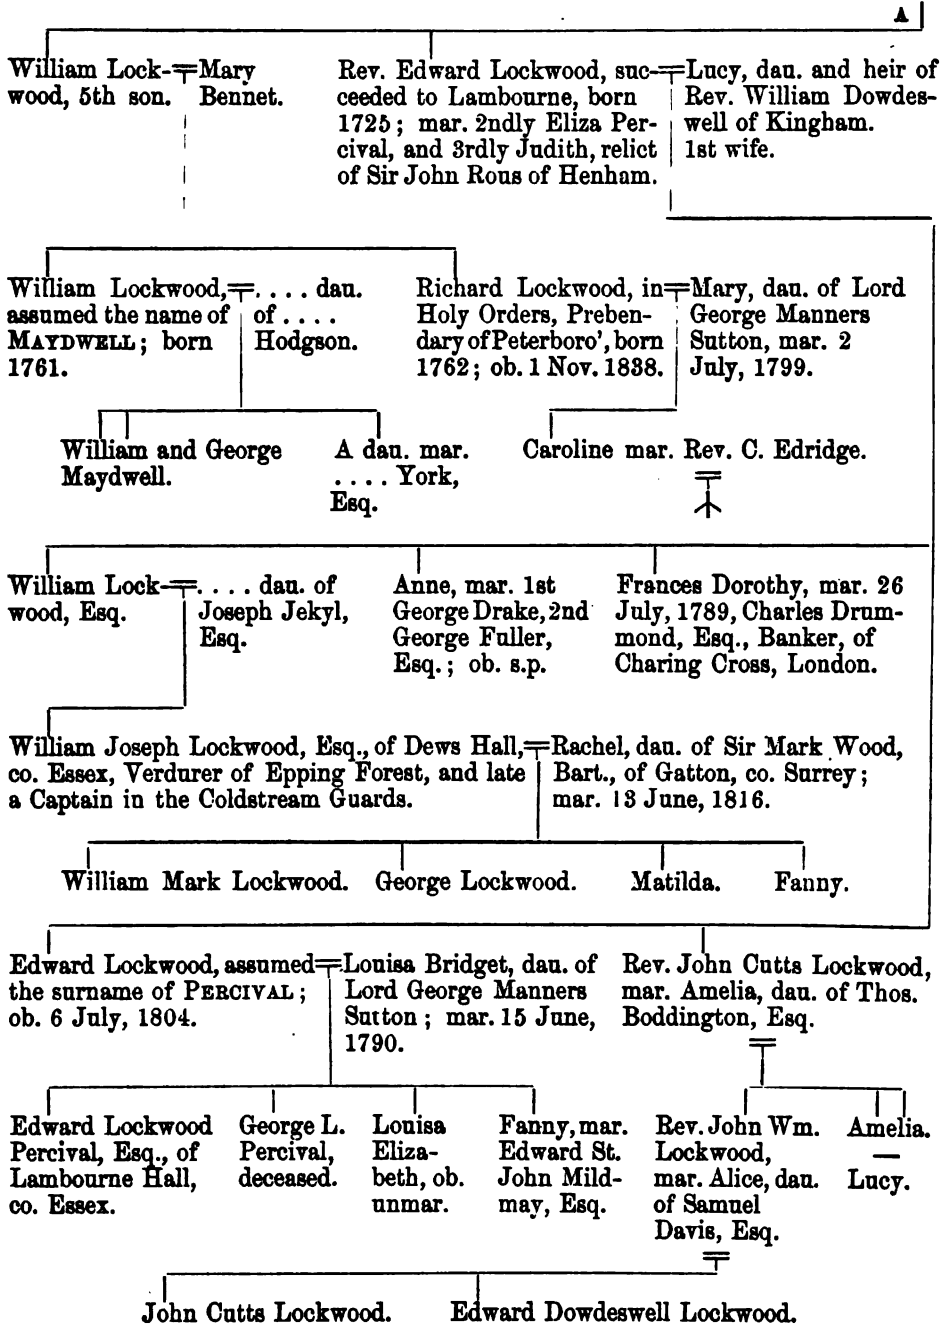 A
William Lock-
wood, 5th son.
Mary
Bennet.
Rev. Edward Lockwood, suc-
ceeded to Lambourne, born
1725; mar. 2ndly Eliza Per-
cival, and 3rdly Judith, relict
of Sir John Rous of Henham.
Lucy, dau. and heir of
Rev. William Dowdes-
well of Kingham.
1st wife.
William Lockwood,
assumed the name of
MAYDWELL; born
1761.
. . . . dau.
of . . . .
Hodgson.
Richard Lockwood, in
Holy Orders, Preben-
dary of Peterboro', born
1762; ob. 1 Nov. 1838.
Mary, dau. of Lord
George Manners
Sutton, mar. 2
July, 1799.
William and George
Maydwell.
A dau. mar.
. . . . York,
Esq.
Caroline mar. Rev. C. Edridge.
William Lock-
wood, Esq.
. . . . dau. of
Joseph Jekyl,
Esq.
Anne, mar. 1st
George Drake, 2nd
George Fuller,
Esq.; ob. s.p.
Frances Dorothy, mar. 26
July, 1789, Charles Drum-
mond, Esq., Banker, of
Charing Cross, London.
William Joseph Lockwood, Esq., of Dews Hall,
co. Essex, Verdurer of Epping Forest, and late
a Captain in the Coldstream Guards.
Rachel, dau. of Sir Mark Wood,
Bart., of Gatton, co. Surrey;
mar. 13 June, 1816.
William Mark Lockwood.
George Lockwood.
Matilda.
Fanny.
Edward Lockwood, assumed
the surname of PERCIVAL;
ob. 6 July, 1804.
Louisa Bridget, dau. of
Lord George Manners
Sutton; mar. 15 June,
1790.
Rev. John Cutts Lockwood,
mar. Amelia, dau. of Thos.
Boddington, Esq.
Edward Lockwood
Percival, Esq., of
Lambourne Hall,
co. Essex.
George L.
Percival,
deceased.
Louisa
Eliza-
beth, ob.
unmar.
Fanny, mar.
Edward St.
John Mild-
may, Esq.
Rev. John Wm.
Lockwood,
mar. Alice, dau.
of Samuel
Davis, Esq.
Amelia.
—
Lucy.
John Cutts Lockwood.
Edward Dowdeswell Lockwood.